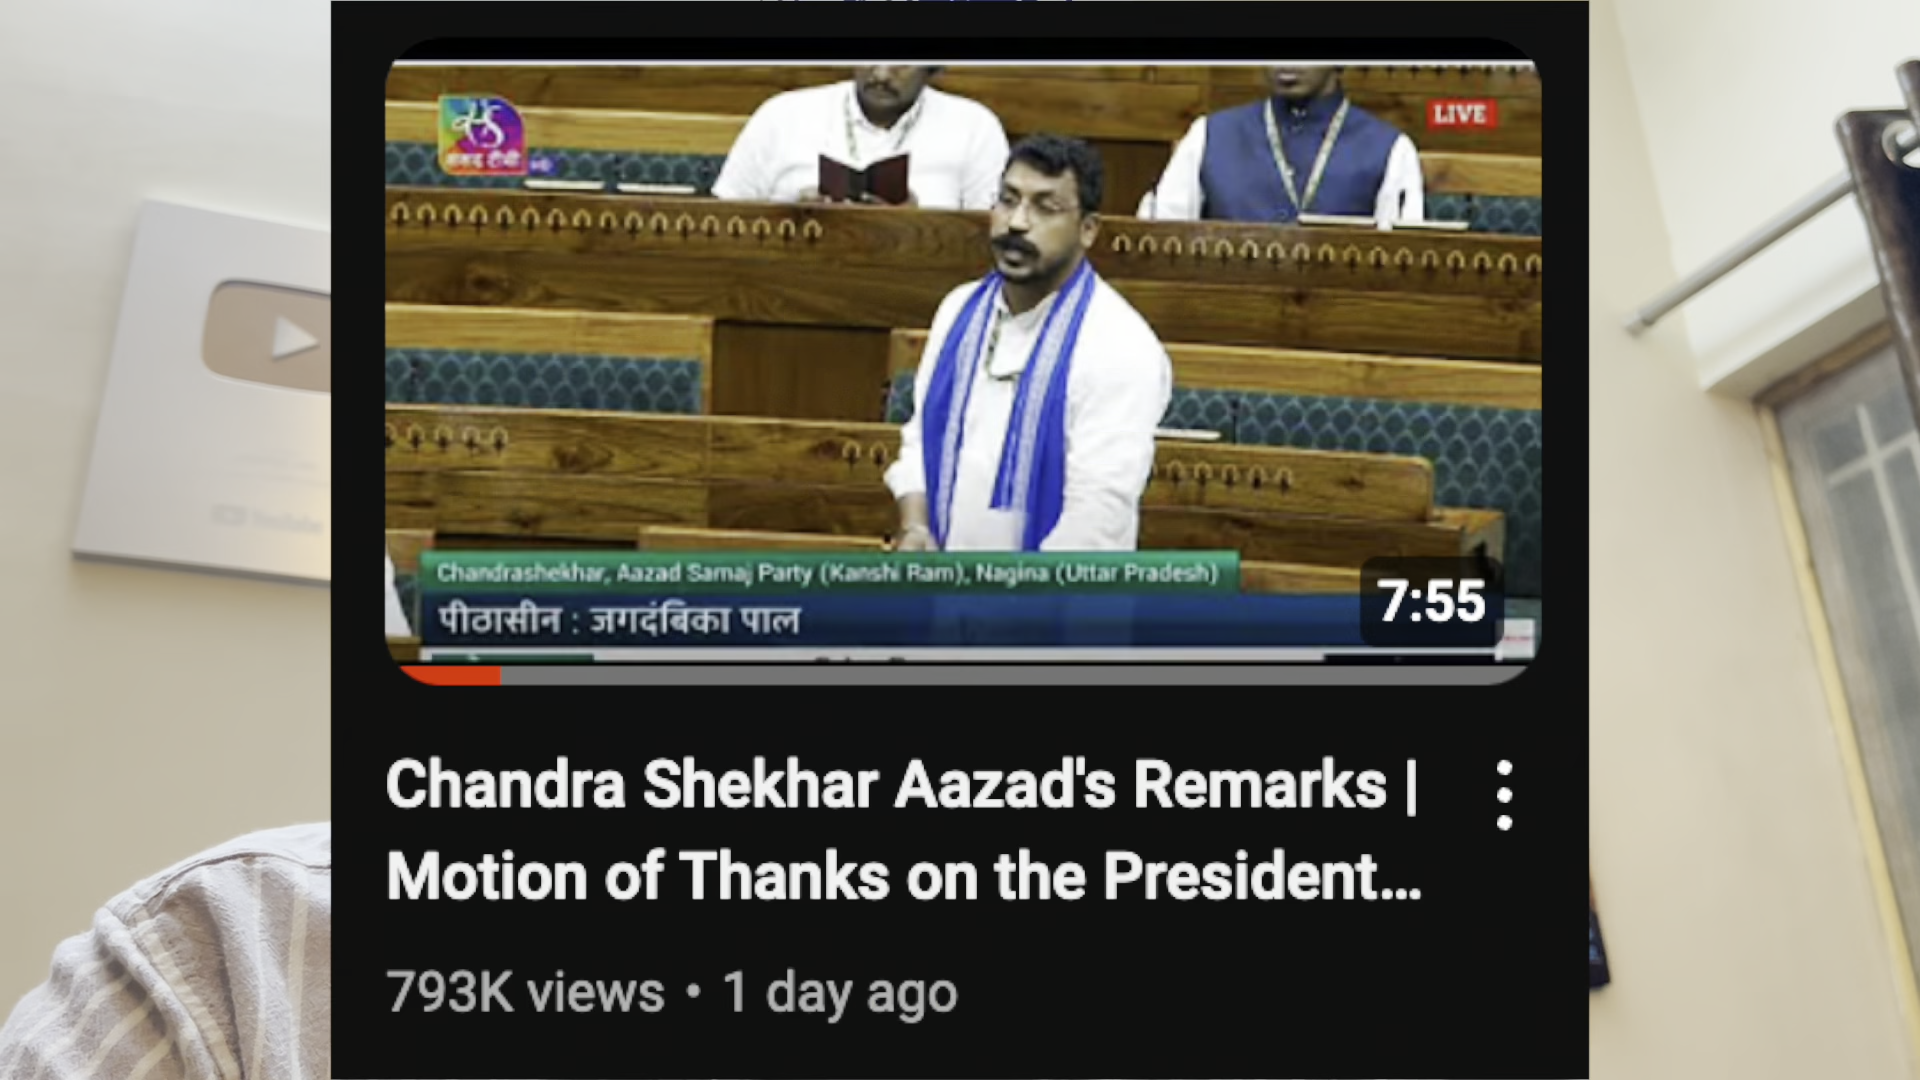 संसद टीवी
LIVE
Chandrashekhar, Aazad Samaj Party (Kanshi Ram), Nagina (Uttar Pradesh)
पीठासीन : जगदंबिका पाल
7:55
Chandra Shekhar Aazad's Remarks |
Motion of Thanks on the President...
793K views • 1 day ago